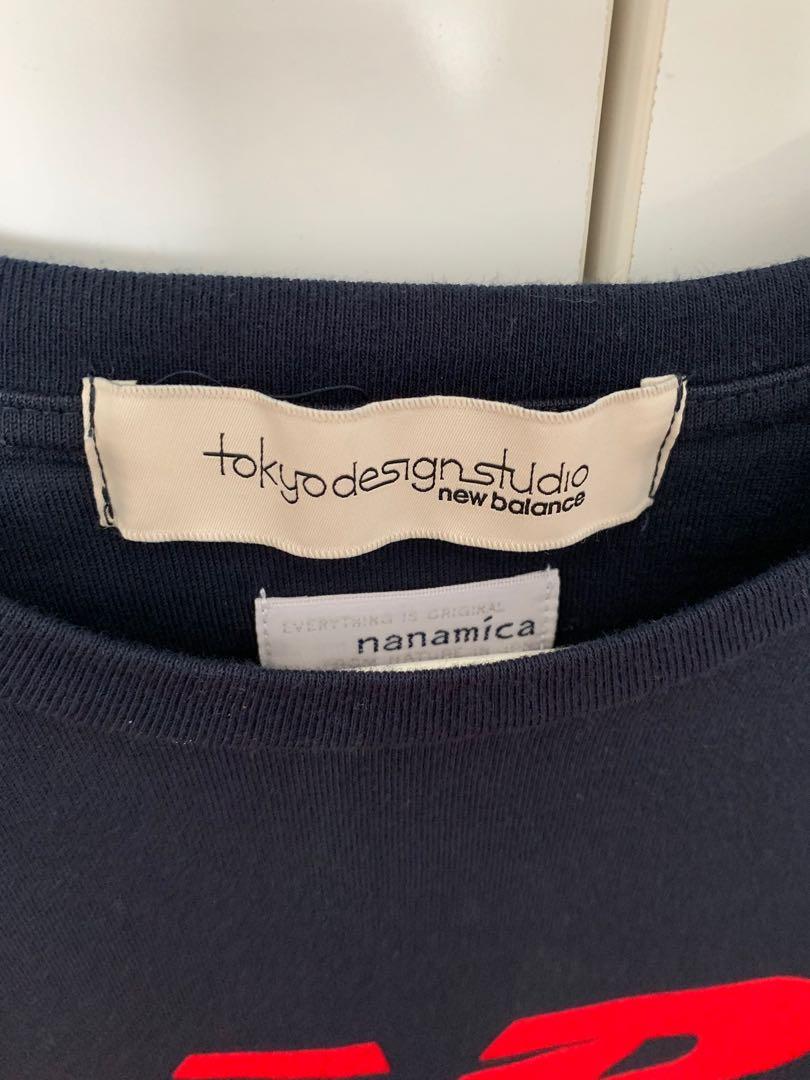 tokyodesignstudio
new balance
EVERYTHING IS ORIGINAL
nanamica